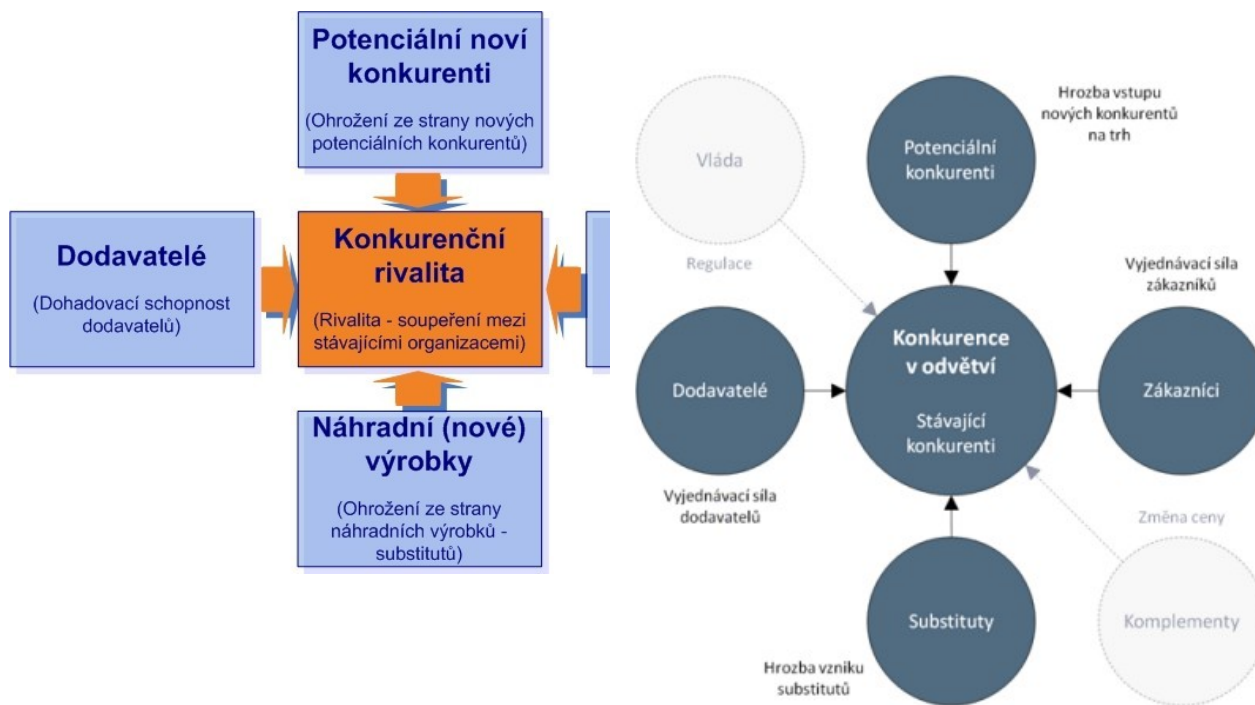 Potenciální noví
konkurenti
(Ohrožení ze strany nových
potenciálních konkurentů)
Dodavatelé
(Dohadovací schopnost
dodavatelů)
Konkurenční
rivalita
(Rivalita - soupeření mezi
stávajícími organizacemi)
Náhradní (nové)
výrobky
(Ohrožení ze strany
náhradních výrobků -
substitutů)
Hrozba vstupu
nových konkurentů
na trh
Vláda
Potenciální
konkurenti
Regulace
Vyjednávací síla
zákazníků
Dodavatelé
Konkurence
v odvětví
Stávající
konkurenti
Zákazníci
Vyjednávací síla
dodavatelů
Změna ceny
Substituty
Komplementy
Hrozba vzniku
substitutů